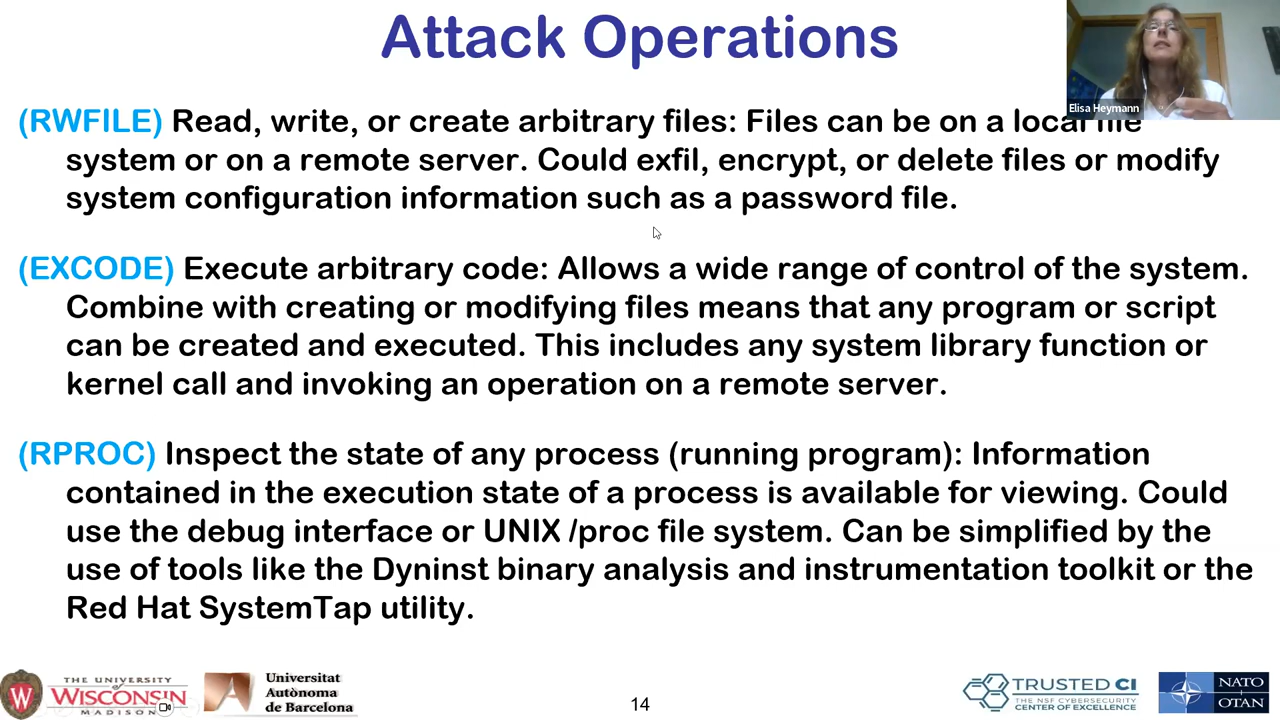 Attack Operations
Elisa Heymann
(RWFILE) Read, write, or create arbitrary files: Files can be on a local file
system or on a remote server. Could exfil, encrypt, or delete files or modify
system configuration information such as a password file.
(EXCODE) Execute arbitrary code: Allows a wide range of control of the system.
Combine with creating or modifying files means that any program or script
can be created and executed. This includes any system library function or
kernel call and invoking an operation on a remote server.
(RPROC) Inspect the state of any process (running program): Information
contained in the execution state of a process is available for viewing. Could
use the debug interface or UNIX /proc file system. Can be simplified by the
use of tools like the Dyninst binary analysis and instrumentation toolkit or the
Red Hat SystemTap utility.
THE UNIVERSITY
of
WISCONSIN
MADISON
Universitat
Autònoma
de Barcelona
14
TRUSTED CI
THE NSF CYBERSECURITY
CENTER OF EXCELLENCE
NATO
OTAN